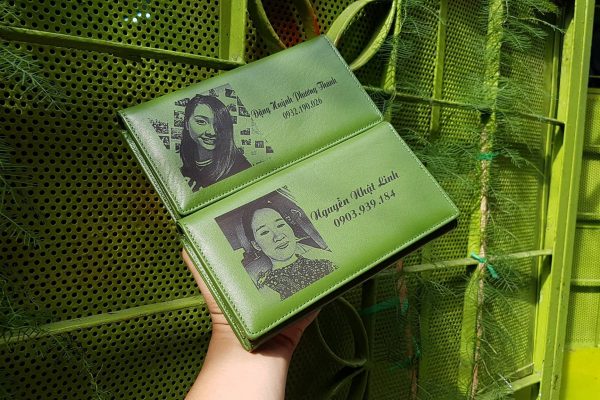 Đặng Huỳnh Phương Thanh
0932.190.026
Nguyễn Nhật Linh
0903.939.184